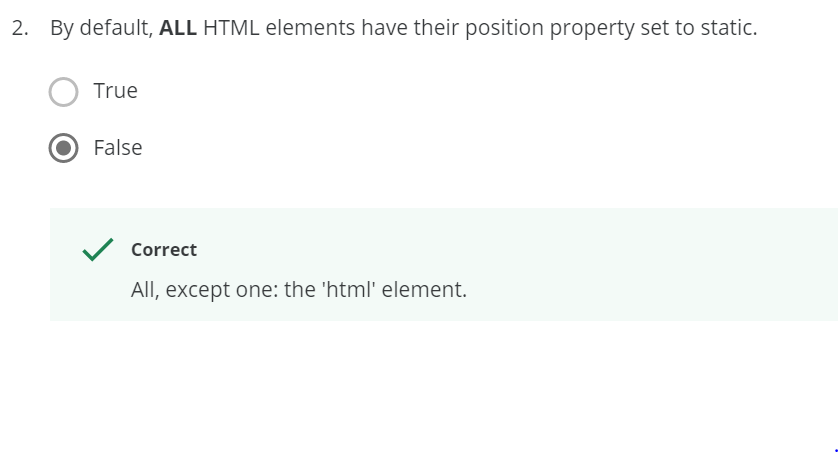 2. By default, ALL HTML elements have their position property set to static.
True
False
Correct
All, except one: the 'html' element.